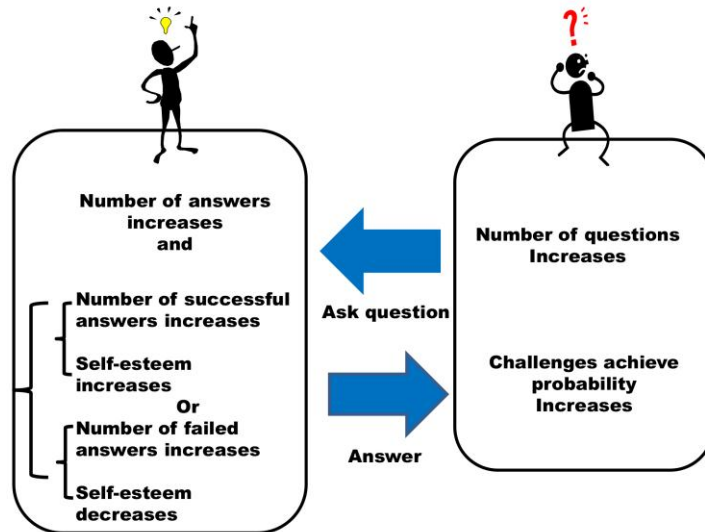 ?
Number of answers
increases
and
Number of successful
answers increases
Self-esteem
increases
Or
Number of failed
answers increases
Self-esteem
decreases
Ask question
Answer
Number of questions
Increases
Challenges achieve
probability
Increases